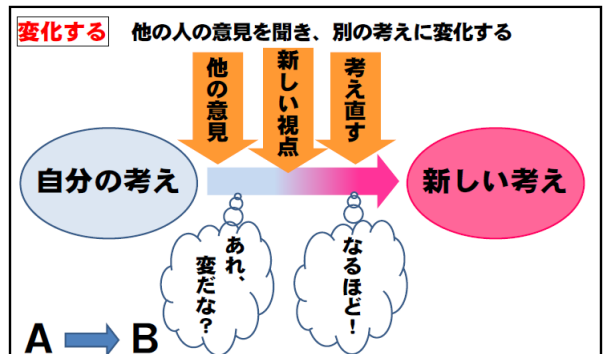 変化する
他の人の意見を聞き、別の考えに変化する
他の意見
新しい視点
考え直す
自分の考え
新しい考え
あれ、
変だな？
なるほど！
A
B